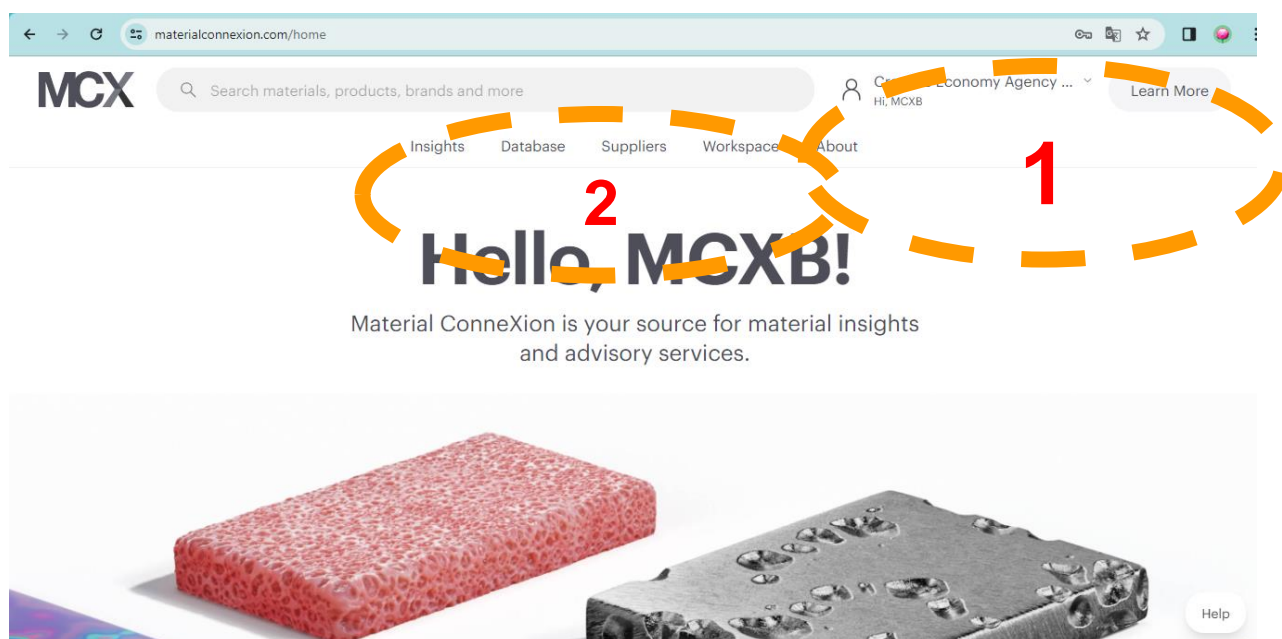 materialconnexion.com/home
MCX
Search materials, products, brands and more
Economy Agency ...
Hi, MCXB
Learn More
Insights Database Suppliers Workspace About
1
2
Hello, MCXB!
Material ConneXion is your source for material insights
and advisory services.
Help